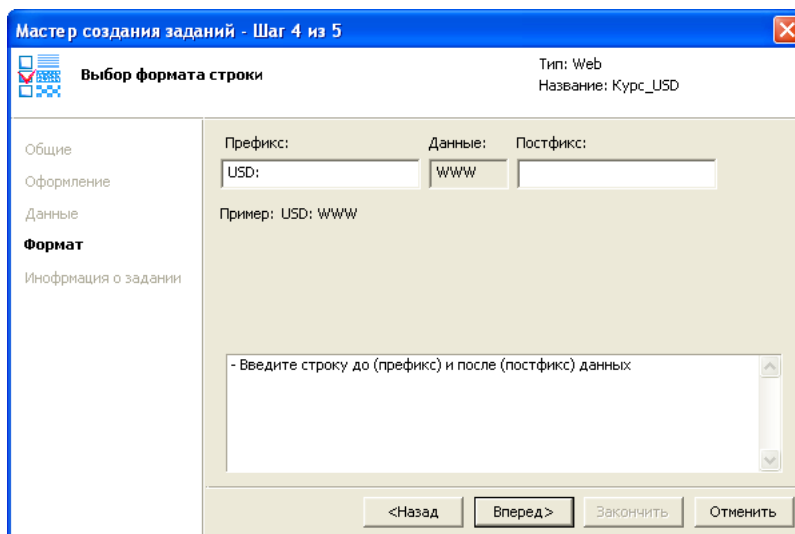 Мастер создания заданий - Шаг 4 из 5
Выбор формата строки
Тип: Web
Название: Курс_USD
Общие
Оформление
Данные
Формат
Инофрмация о задании
Префикс: Данные: Постфикс:
USD: WWW
Пример: USD: WWW
- Введите строку до (префикс) и после (постфикс) данных
<Назад Вперед> Закончить Отменить